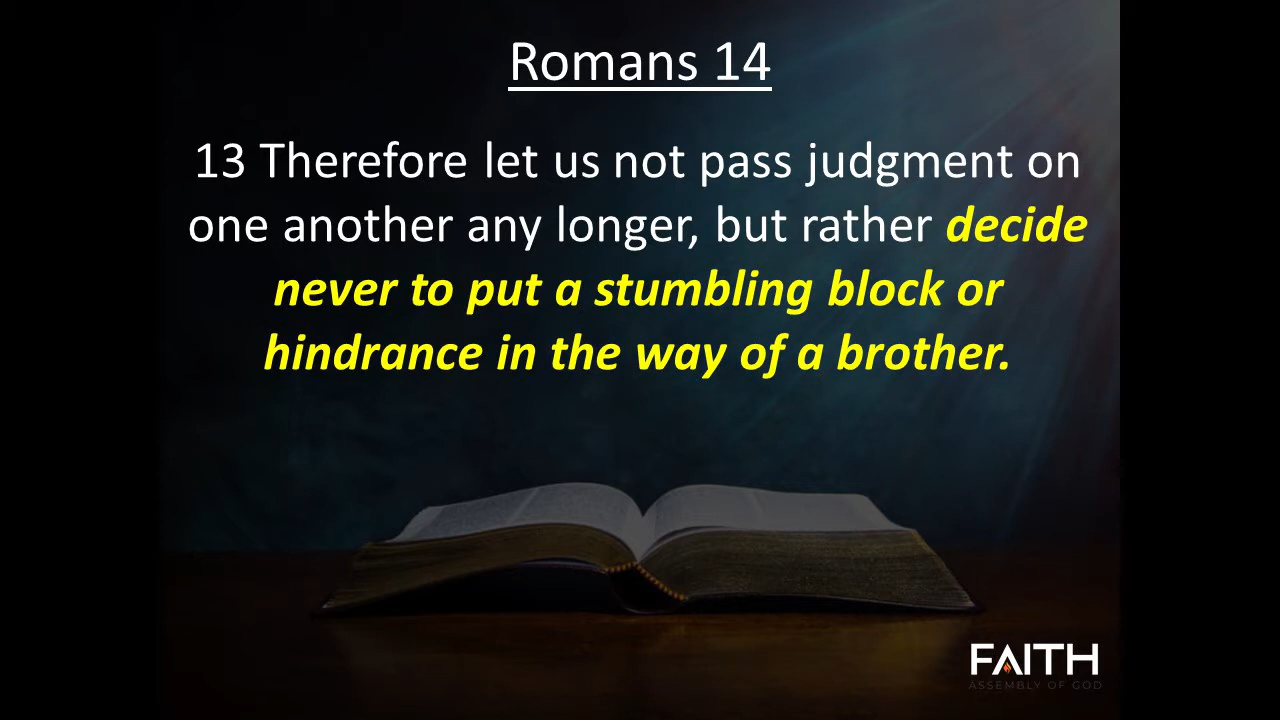 Romans 14
13 Therefore let us not pass judgment on
one another any longer, but rather decide
never to put a stumbling block or
hindrance in the way of a brother.
FAITH
ASSEMBLY OF GOD